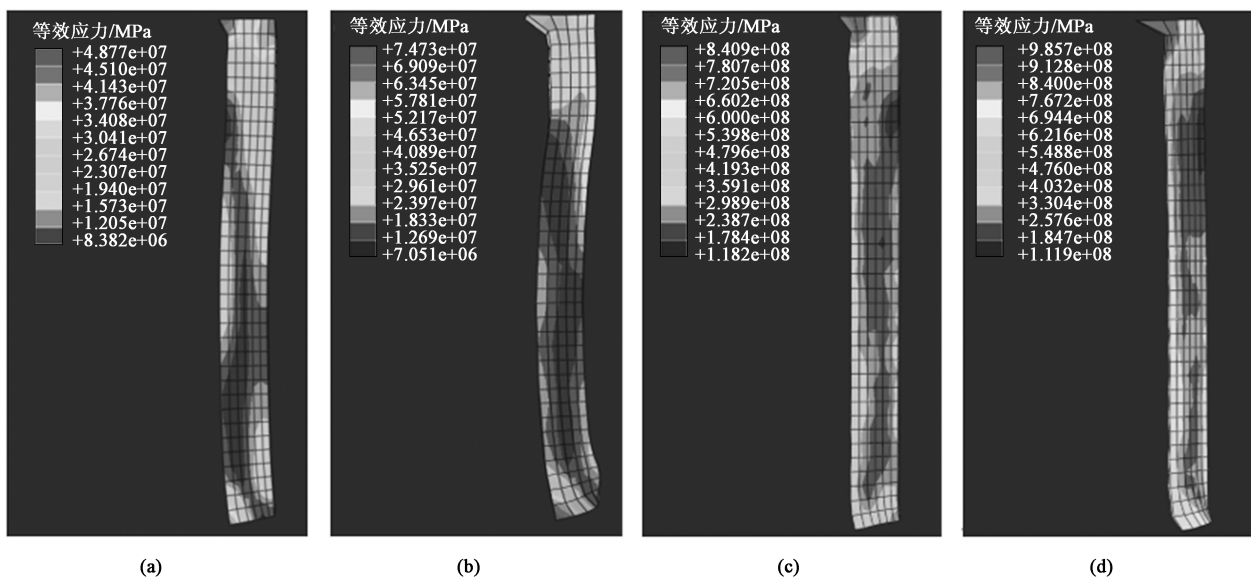 等效应力/MPa
+4.877e+07
+4.510e+07
+4.143e+07
+3.776e+07
+3.408e+07
+3.041e+07
+2.674e+07
+2.307e+07
+1.940e+07
+1.573e+07
+1.205e+07
+8.382e+06
(a)
等效应力/MPa
+7.473e+07
+6.909e+07
+6.345e+07
+5.781e+07
+5.217e+07
+4.653e+07
+4.089e+07
+3.525e+07
+2.961e+07
+2.397e+07
+1.833e+07
+1.269e+07
+7.051e+06
(b)
等效应力/MPa
+8.409e+08
+7.807e+08
+7.205e+08
+6.602e+08
+6.000e+08
+5.398e+08
+4.796e+08
+4.193e+08
+3.591e+08
+2.989e+08
+2.387e+08
+1.784e+08
+1.182e+08
(c)
等效应力/MPa
+9.857e+08
+9.128e+08
+8.400e+08
+7.672e+08
+6.944e+08
+6.216e+08
+5.488e+08
+4.760e+08
+4.032e+08
+3.304e+08
+2.576e+08
+1.847e+08
+1.119e+08
(d)